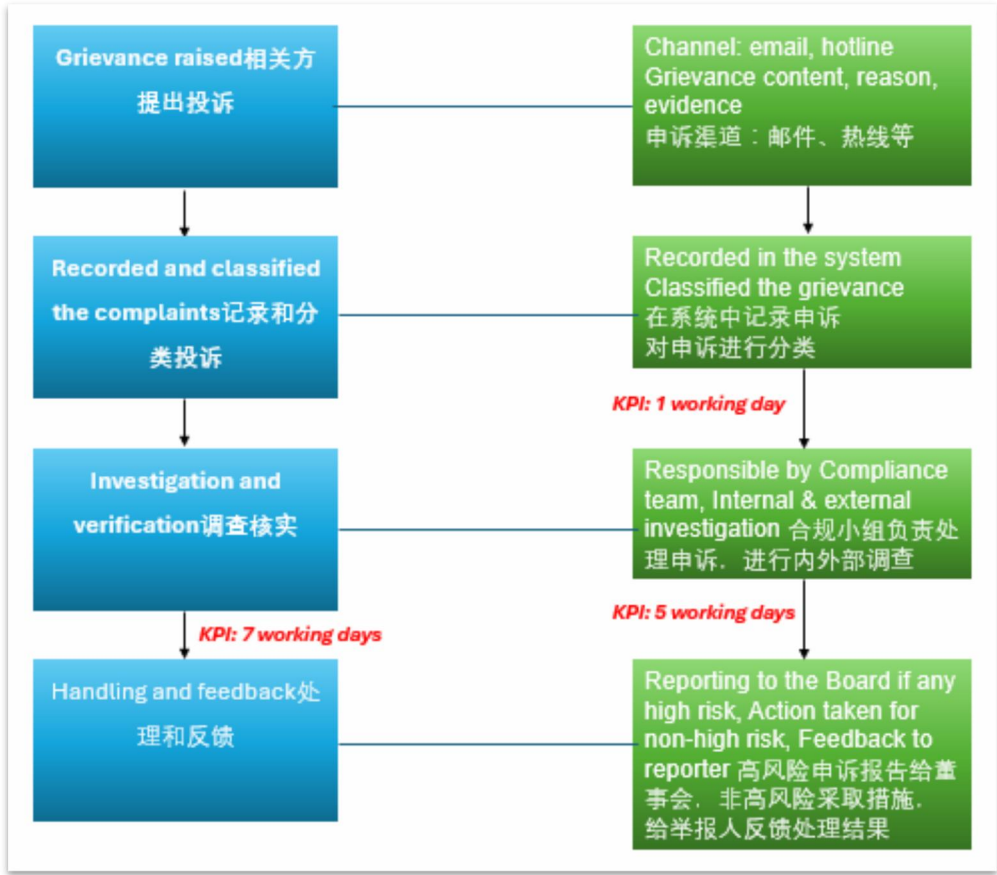 Grievance raised相关方
提出投诉
Channel: email, hotline
Grievance content, reason,
evidence
申诉渠道：邮件、热线等
Recorded and classified
the complaints记录和分
类投诉
Recorded in the system
Classified the grievance
在系统中记录申诉
对申诉进行分类
KPI: 1 working day
Investigation and
verification调查核实
Responsible by Compliance
team, Internal & external
investigation 合规小组负责处
理申诉，进行内外部调查
KPI: 7 working days
KPI: 5 working days
Handling and feedback处
理和反馈
Reporting to the Board if any
high risk, Action taken for
non-high risk, Feedback to
reporter 高风险申诉报告给董
事会，非高风险采取措施，
给举报人反馈处理结果